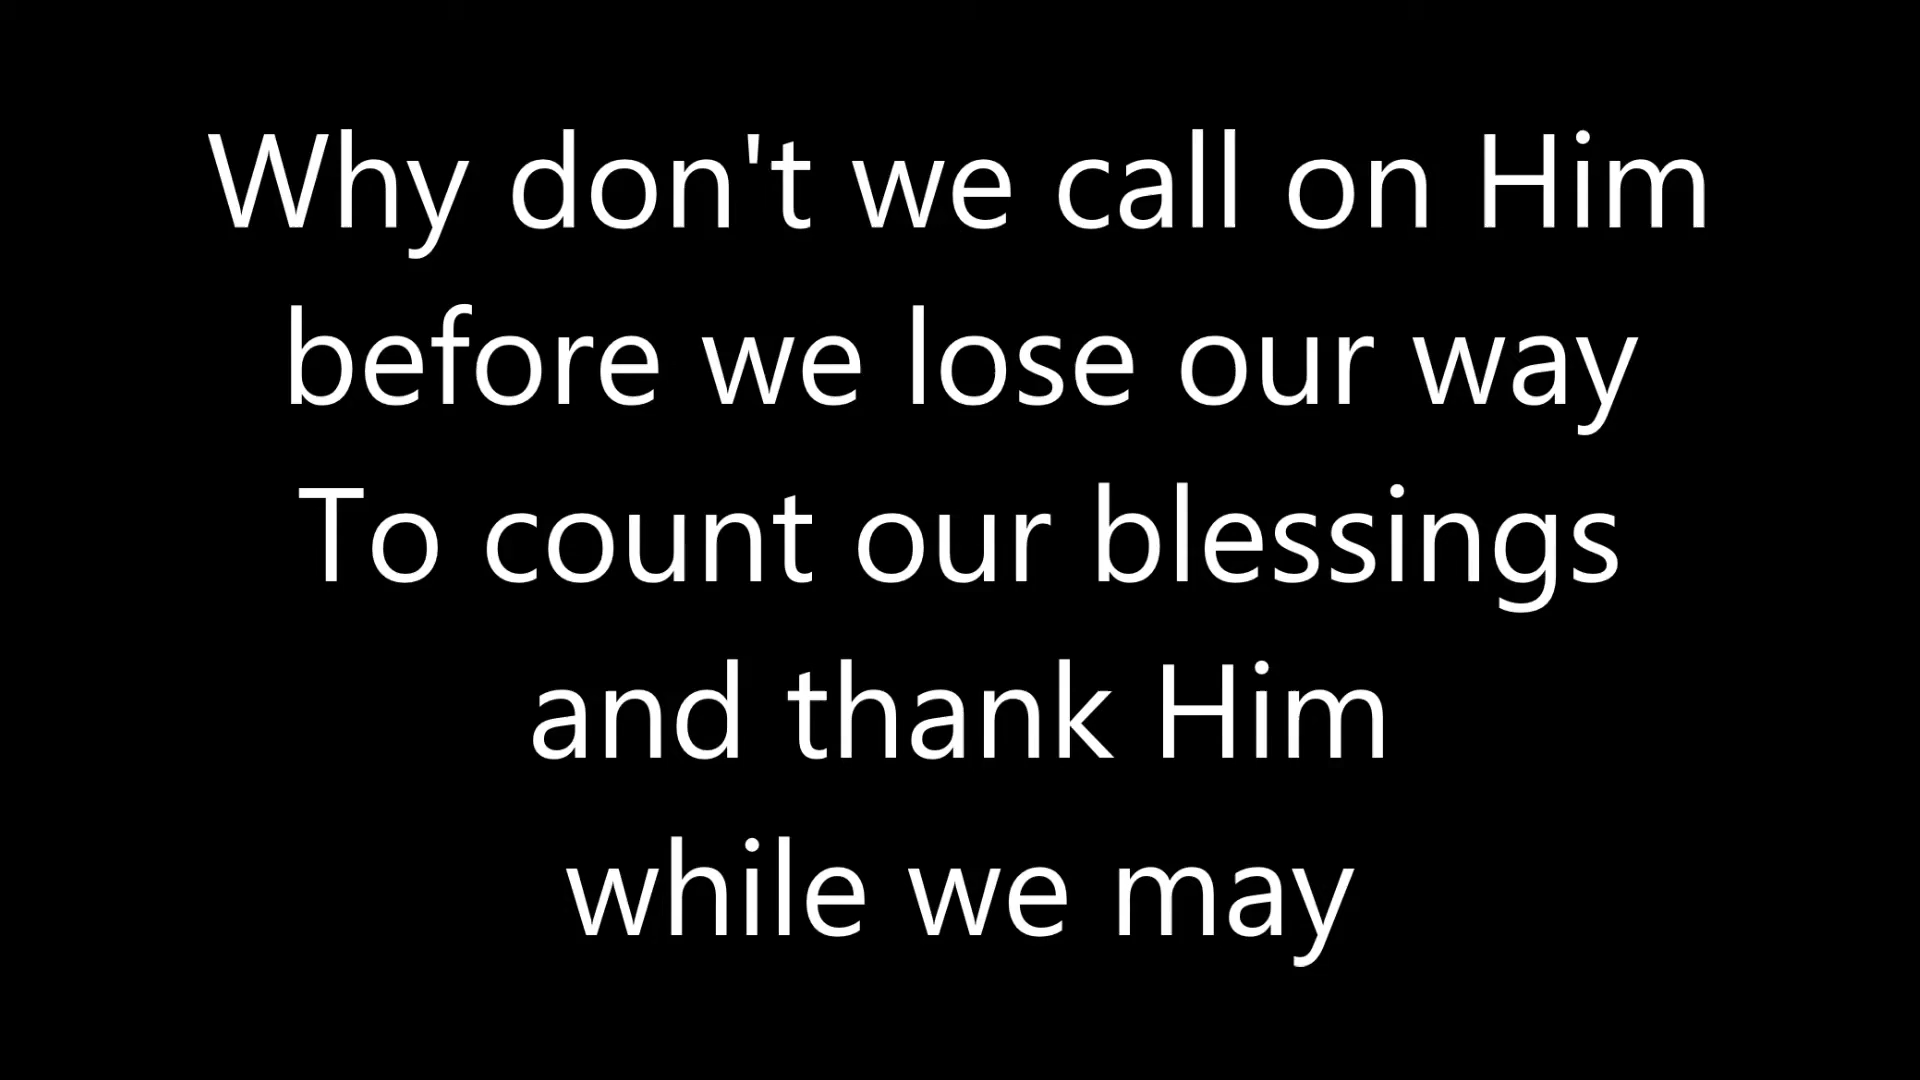 Why don't we call on Him
before we lose our way
To count our blessings
and thank Him
while we may